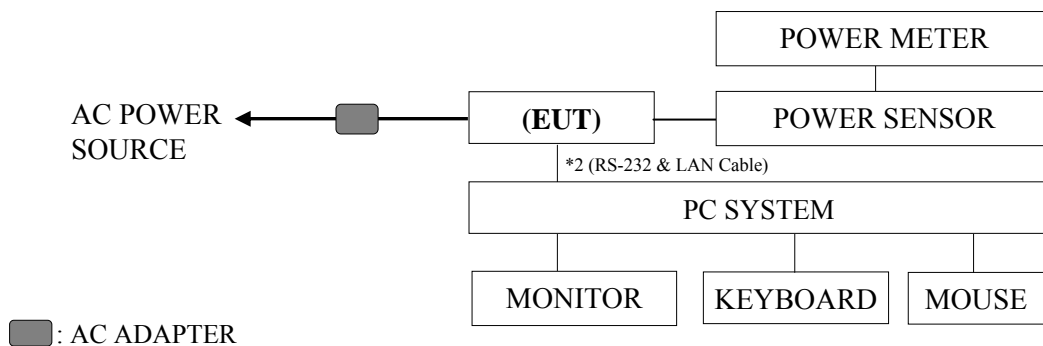 POWER METER
AC POWER
SOURCE
(EUT)
POWER SENSOR
*2 (RS-232 & LAN Cable)
PC SYSTEM
MONITOR
KEYBOARD
MOUSE
: AC ADAPTER